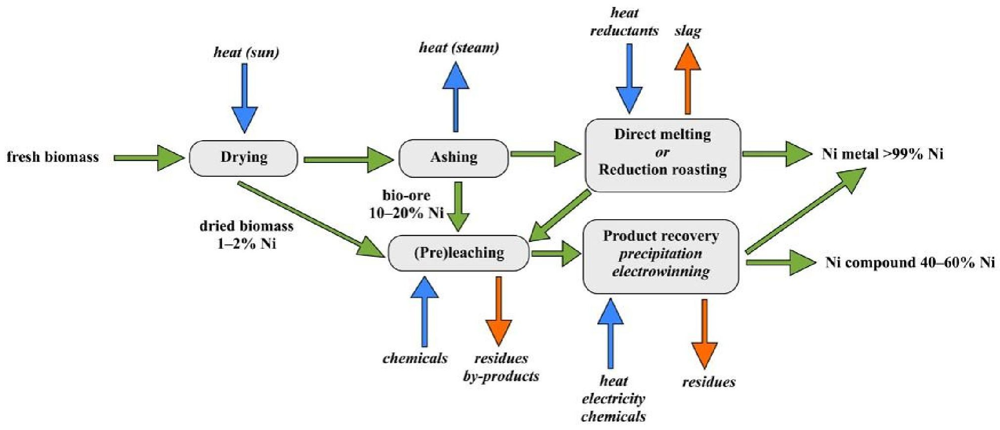 heat
reductants
slag
heat (sun)
heat (steam)
fresh biomass
Drying
Ashing
Direct melting
or
Reduction roasting
Ni metal >99% Ni
bio-ore
10–20% Ni
dried biomass
1–2% Ni
(Pre)leaching
Product recovery
precipitation
electrowinning
Ni compound 40–60% Ni
chemicals
residues
by-products
heat
electricity
chemicals
residues